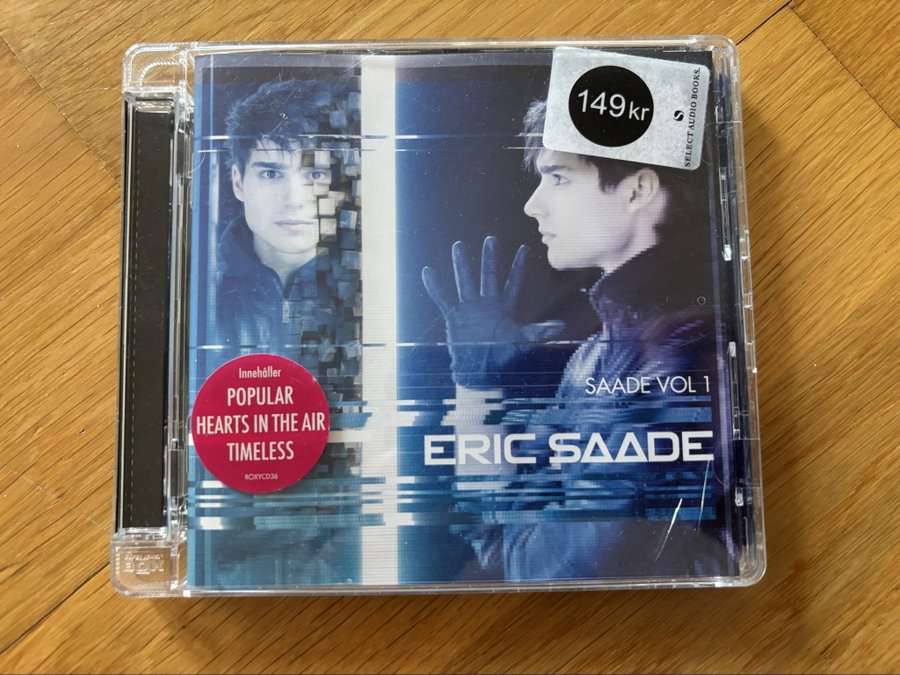 149 kr
SELECT AUDIO BOOKS.
SAADE VOL 1
ERIC SAADE
Innehåller
POPULAR
HEARTS IN THE AIR
TIMELESS
ROXYCD36